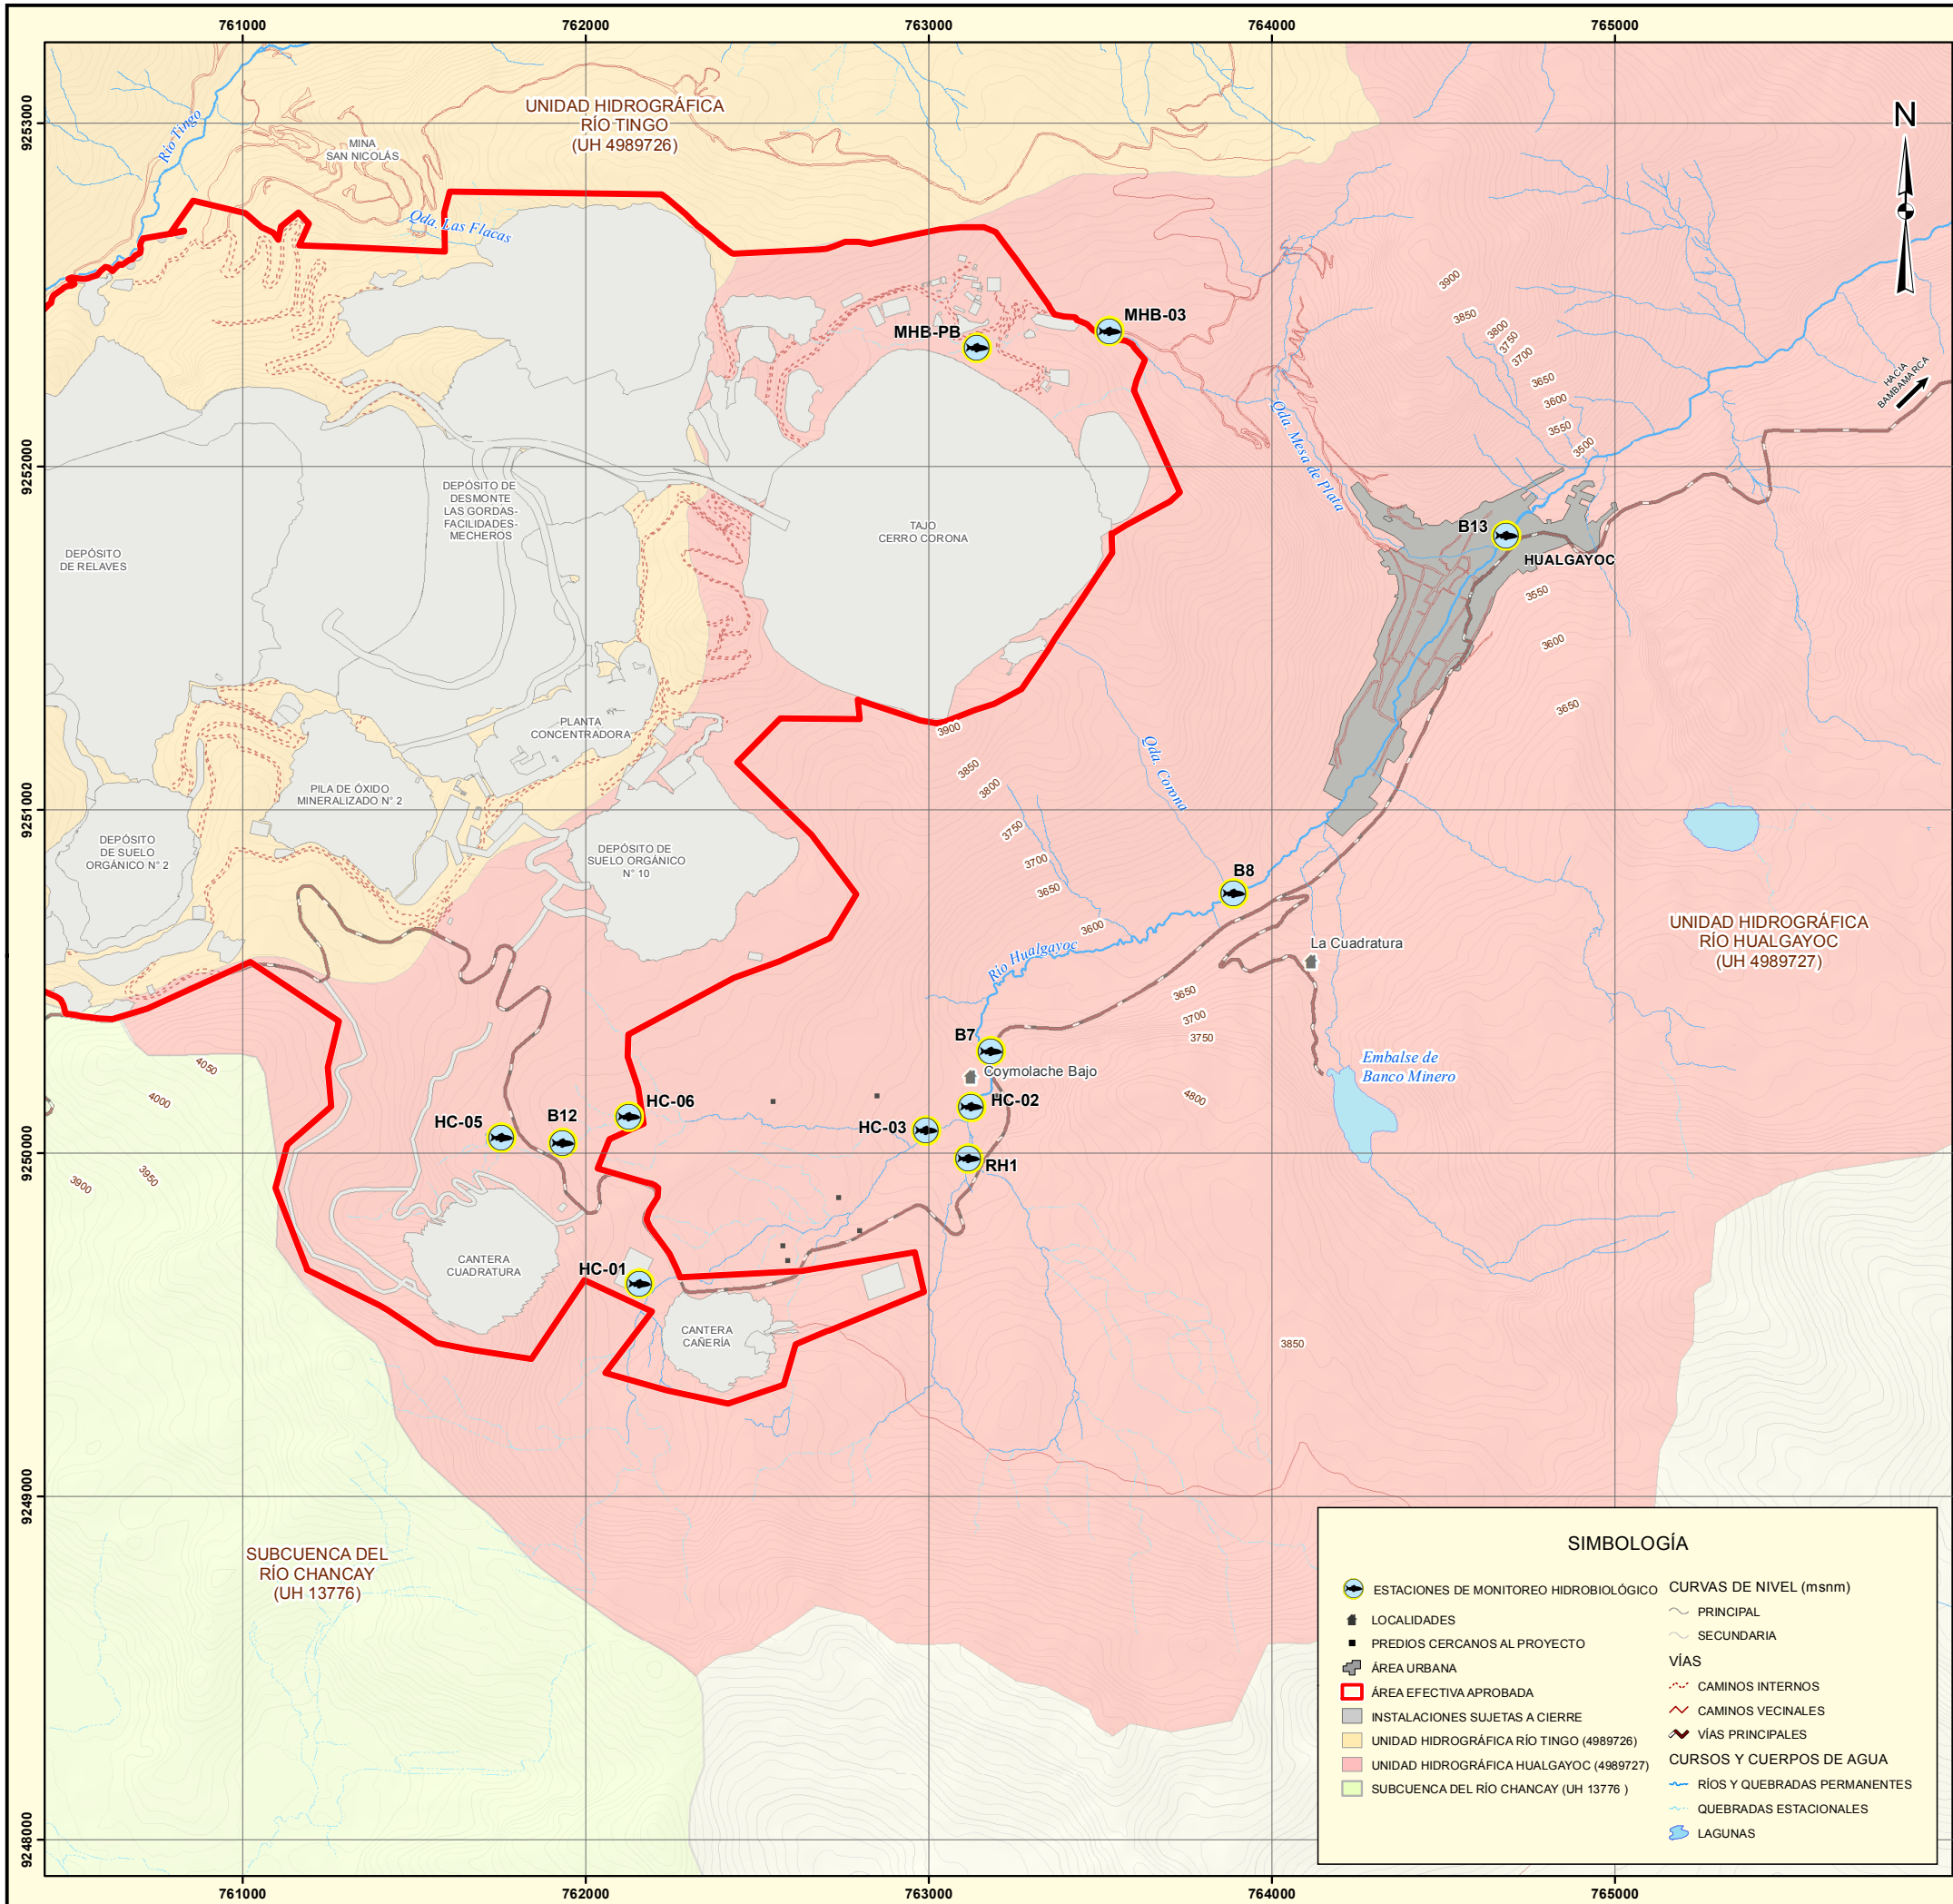 761000
762000
763000
764000
765000
9253000
9252000
9251000
9250000
9249000
9248000
UNIDAD HIDROGRÁFICA
RÍO TINGO
(UH 4989726)
N
Río Tingo
MINA
SAN NICOLÁS
Qda. Las Flacas
MHB-PB
MHB-03
3900
3850
3800
3750
3700
3650
3600
3550
3500
HACIA
BAMBAMARCA
Qda. Mesa de Plata
DEPÓSITO DE
DESMONTE
LAS GORDAS-
FACILIDADES-
MECHEROS
DEPÓSITO
DE RELAVES
TAJO
CERRO CORONA
B13
HUALGAYOC
3550
3600
3650
PLANTA
CONCENTRADORA
PILA DE ÓXIDO
MINERALIZADO N° 2
DEPÓSITO
DE SUELO
ORGÁNICO N° 2
DEPÓSITO DE
SUELO ORGÁNICO
N° 10
3900
3850
3800
3750
3700
3650
3600
Qda. Corona
B8
Río Hualgayoc
La Cuadratura
UNIDAD HIDROGRÁFICA
RÍO HUALGAYOC
(UH 4989727)
3650
3700
3750
4800
B7
Coymolache Bajo
Embalse de
Banco Minero
HC-02
HC-03
RH1
HC-06
B12
HC-05
4050
4000
3950
3900
CANTERA
CUADRATURA
HC-01
CANTERA
CAÑERÍA
3850
SUBCUENCA DEL
RÍO CHANCAY
(UH 13776)
SIMBOLOGÍA
ESTACIONES DE MONITOREO HIDROBIOLÓGICO
LOCALIDADES
PREDIOS CERCANOS AL PROYECTO
ÁREA URBANA
ÁREA EFECTIVA APROBADA
INSTALACIONES SUJETAS A CIERRE
UNIDAD HIDROGRÁFICA RÍO TINGO (4989726)
UNIDAD HIDROGRÁFICA HUALGAYOC (4989727)
SUBCUENCA DEL RÍO CHANCAY (UH 13776 )
CURVAS DE NIVEL (msnm)
PRINCIPAL
SECUNDARIA
VÍAS
CAMINOS INTERNOS
CAMINOS VECINALES
VÍAS PRINCIPALES
CURSOS Y CUERPOS DE AGUA
RÍOS Y QUEBRADAS PERMANENTES
QUEBRADAS ESTACIONALES
LAGUNAS
761000
762000
763000
764000
765000